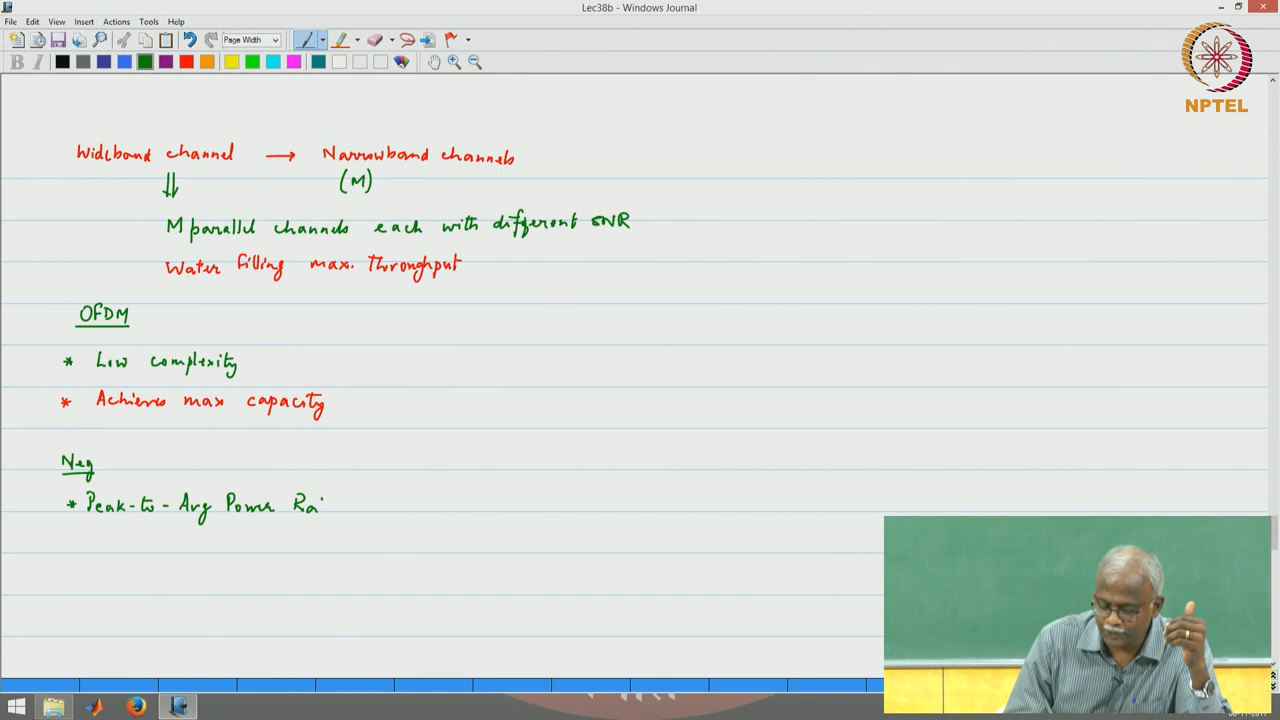 Lec38b - Windows Journal
File Edit View Insert Actions Tools Help
Page Width
B I
NPTEL
Wideband channel → Narrowband channels
⇓ (M)
M parallel channels each with different SNR
Water filling max. Throughput
OFDM
* Low complexity
* Achieves max capacity
Neg
* Peak-to-Avg Power Rai